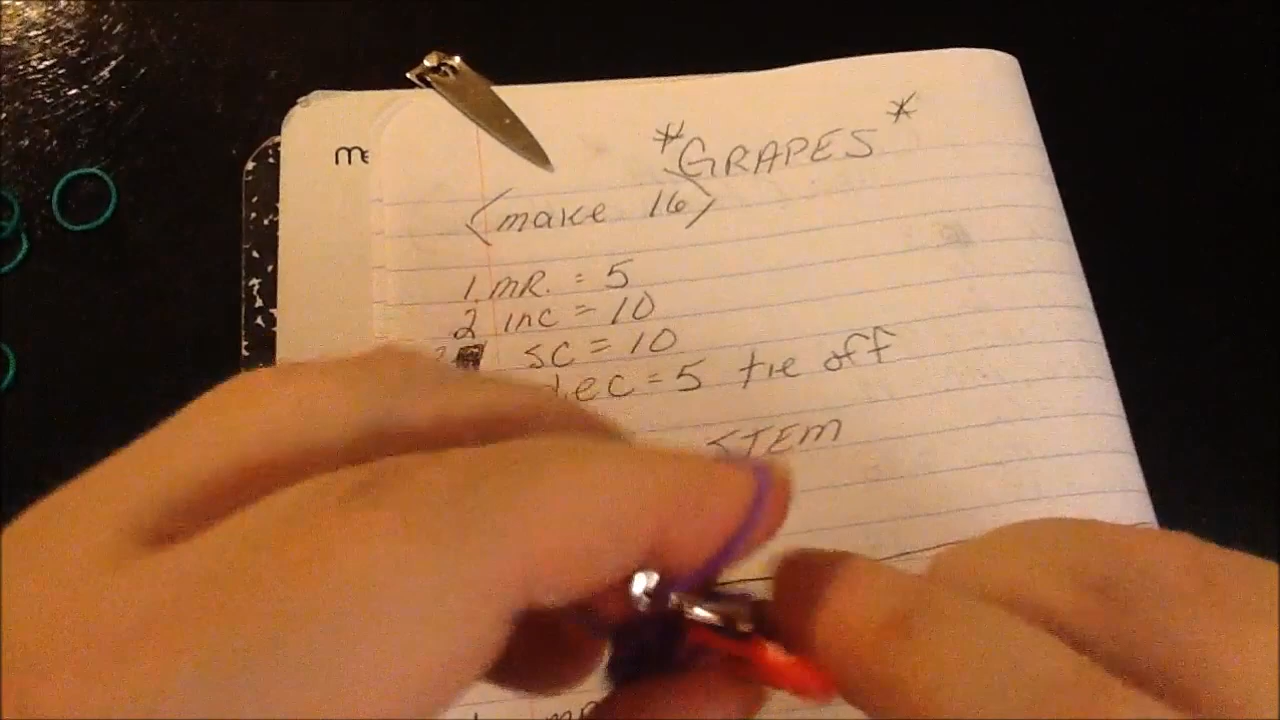 *GRAPES*
(make 16)
1. MR. = 5
2 inc = 10
sc = 10
dec = 5 tie off
STEM